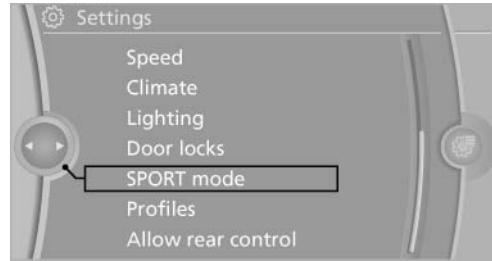 Settings
Speed
Climate
Lighting
Door locks
SPORT mode
Profiles
Allow rear control